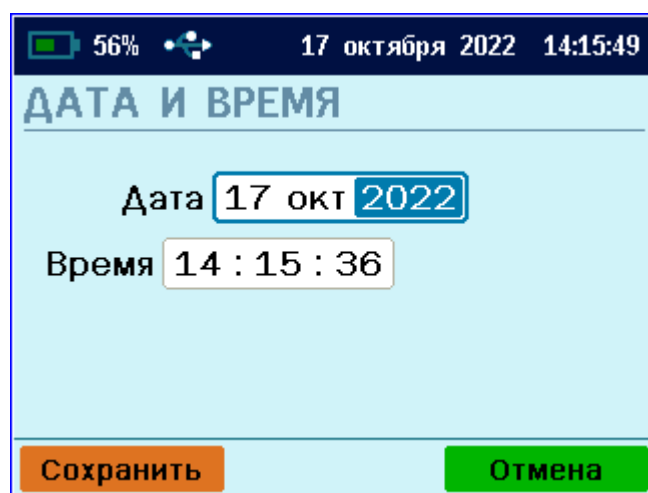 56% 17 октября 2022 14:15:49
ДАТА И ВРЕМЯ
Дата 17 окт 2022
Время 14 : 15 : 36
Сохранить Отмена